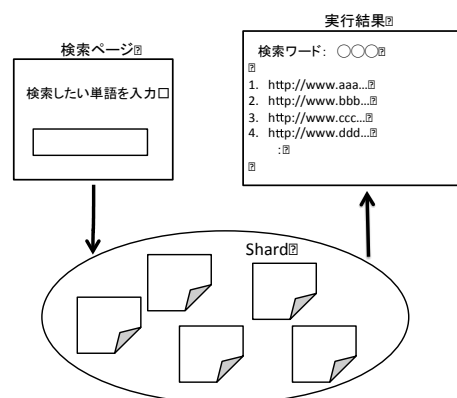 検索ページ
検索したい単語を入力
実行結果
検索ワード: ○○○
1. http://www.aaa...
2. http://www.bbb...
3. http://www.ccc...
4. http://www.ddd...
:
Shard